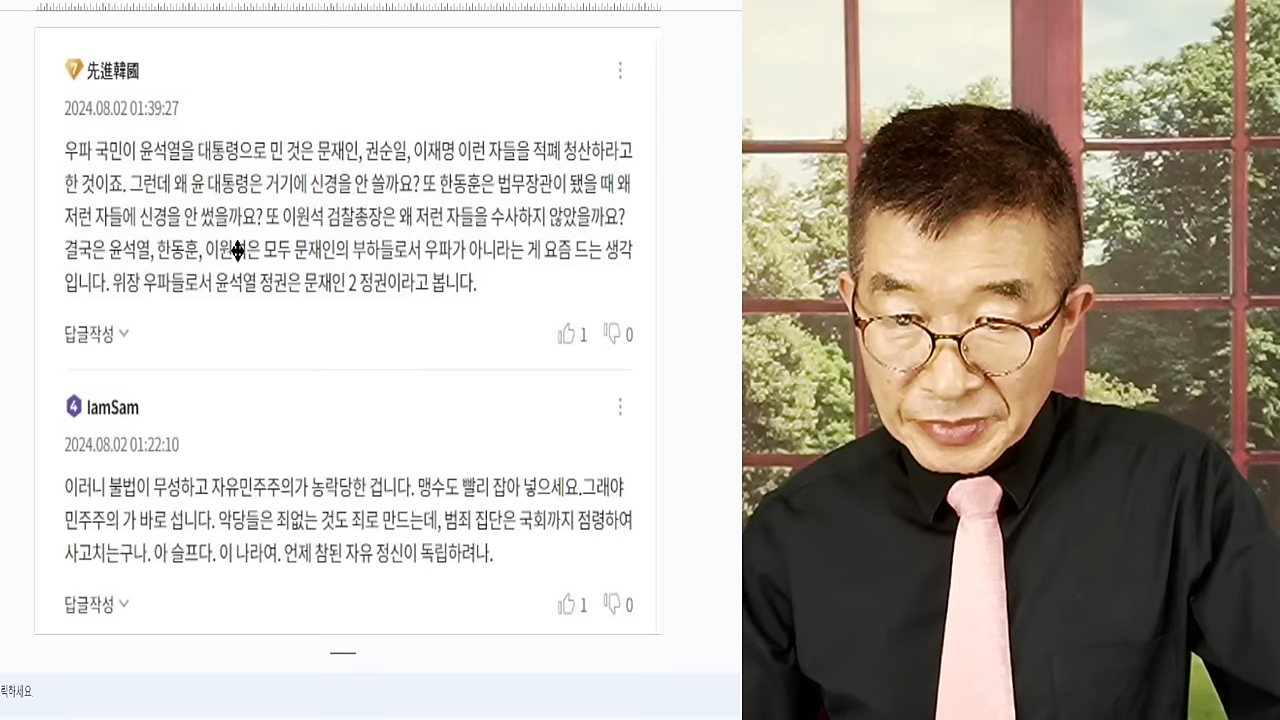 7 先進韓國
2024.08.02 01:39:27
우파 국민이 윤석열을 대통령으로 민 것은 문재인, 권순일, 이재명 이런 자들을 적폐 청산하라고
한 것이죠. 그런데 왜 윤 대통령은 거기에 신경을 안 쓸까요? 또 한동훈은 법무장관이 됐을 때 왜
저런 자들에 신경을 안 썼을까요? 또 이원석 검찰총장은 왜 저런 자들을 수사하지 않았을까요?
결국은 윤석열, 한동훈, 이원석은 모두 문재인의 부하들로서 우파가 아니라는 게 요즘 드는 생각
입니다. 위장 우파들로서 윤석열 정권은 문재인 2 정권이라고 봅니다.
답글작성 1 0
4 IamSam
2024.08.02 01:22:10
이러니 불법이 무성하고 자유민주주의가 농락당한 겁니다. 맹수도 빨리 잡아 넣으세요.그래야
민주주의 가 바로 섭니다. 악당들은 죄없는 것도 죄로 만드는데, 범죄 집단은 국회까지 점령하여
사고치는구나. 아 슬프다. 이 나라여. 언제 참된 자유 정신이 독립하려나.
답글작성 1 0
릭하세요.